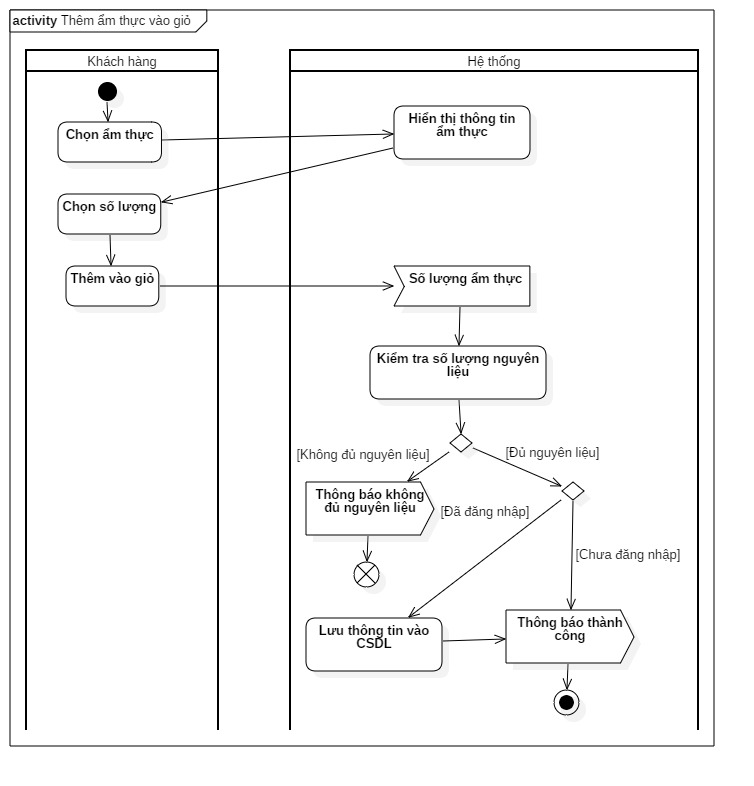 activity Thêm ẩm thực vào giỏ
Khách hàng
Hệ thống
Chọn ẩm thực
Hiển thị thông tin
ẩm thực
Chọn số lượng
Thêm vào giỏ
Số lượng ẩm thực
Kiểm tra số lượng nguyên
liệu
[Không đủ nguyên liệu]
[Đủ nguyên liệu]
Thông báo không
đủ nguyên liệu
[Đã đăng nhập]
[Chưa đăng nhập]
Lưu thông tin vào
CSDL
Thông báo thành
công